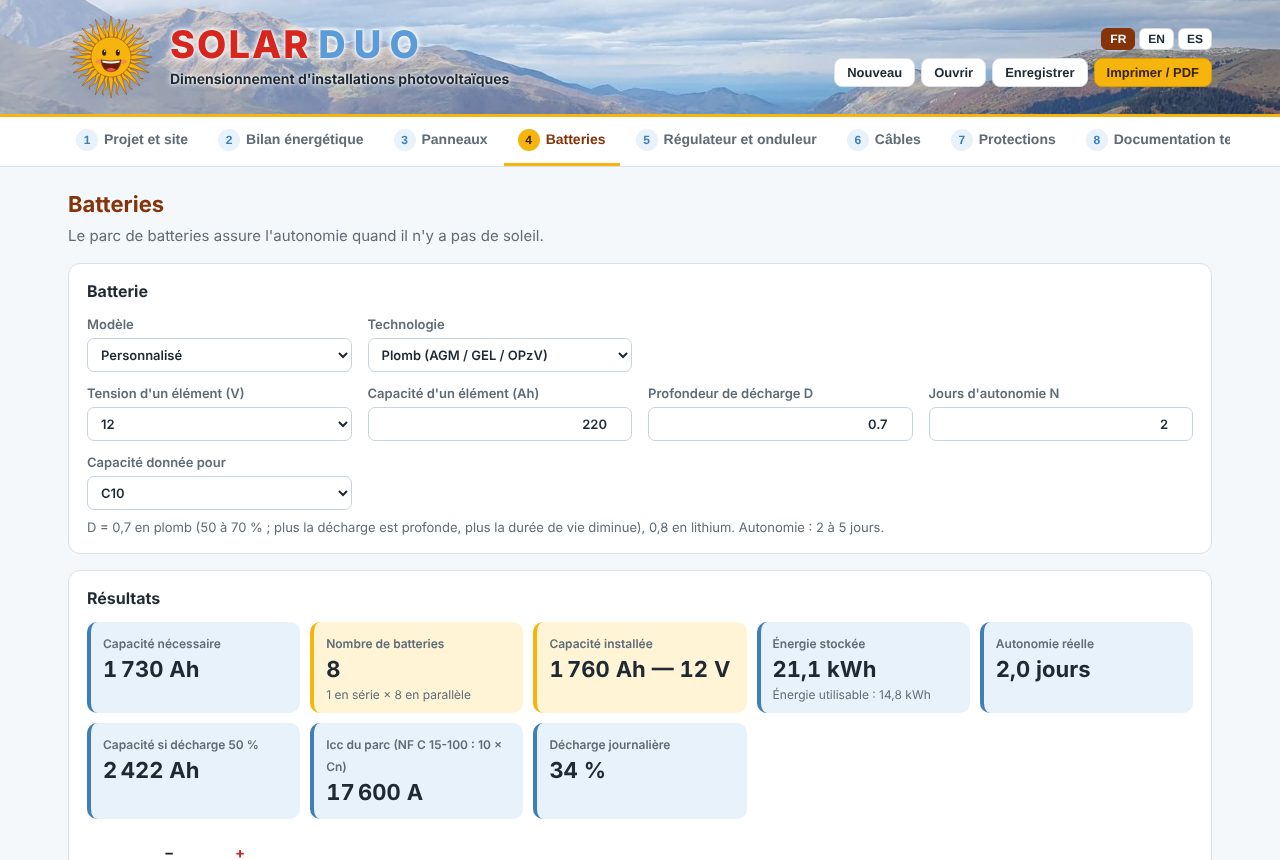 SOLAR DUO
Dimensionnement d'installations photovoltaïques
FR EN ES
Nouveau Ouvrir Enregistrer Imprimer / PDF
1 Projet et site 2 Bilan énergétique 3 Panneaux 4 Batteries 5 Régulateur et onduleur 6 Câbles 7 Protections 8 Documentation te
Batteries
Le parc de batteries assure l'autonomie quand il n'y a pas de soleil.
Batterie
Modèle Technologie
Personnalisé Plomb (AGM / GEL / OPzV)
Tension d'un élément (V) Capacité d'un élément (Ah) Profondeur de décharge D Jours d'autonomie N
12 220 0.7 2
Capacité donnée pour
C10
D = 0,7 en plomb (50 à 70 % ; plus la décharge est profonde, plus la durée de vie diminue), 0,8 en lithium. Autonomie : 2 à 5 jours.
Résultats
Capacité nécessaire Nombre de batteries Capacité installée Énergie stockée Autonomie réelle
1 730 Ah 8 1 760 Ah — 12 V 21,1 kWh 2,0 jours
1 en série × 8 en parallèle Énergie utilisable : 14,8 kWh
Capacité si décharge 50 % Icc du parc (NF C 15-100 : 10 × Décharge journalière
Cn)
2 422 Ah 17 600 A 34 %
− +